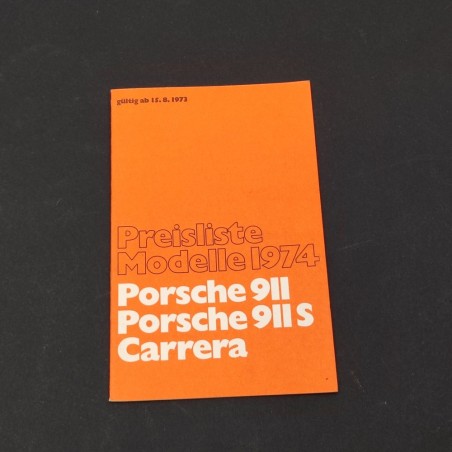 gültig ab 15.8.1973
Preisliste
Modelle 1974
Porsche 911
Porsche 911 S
Carrera